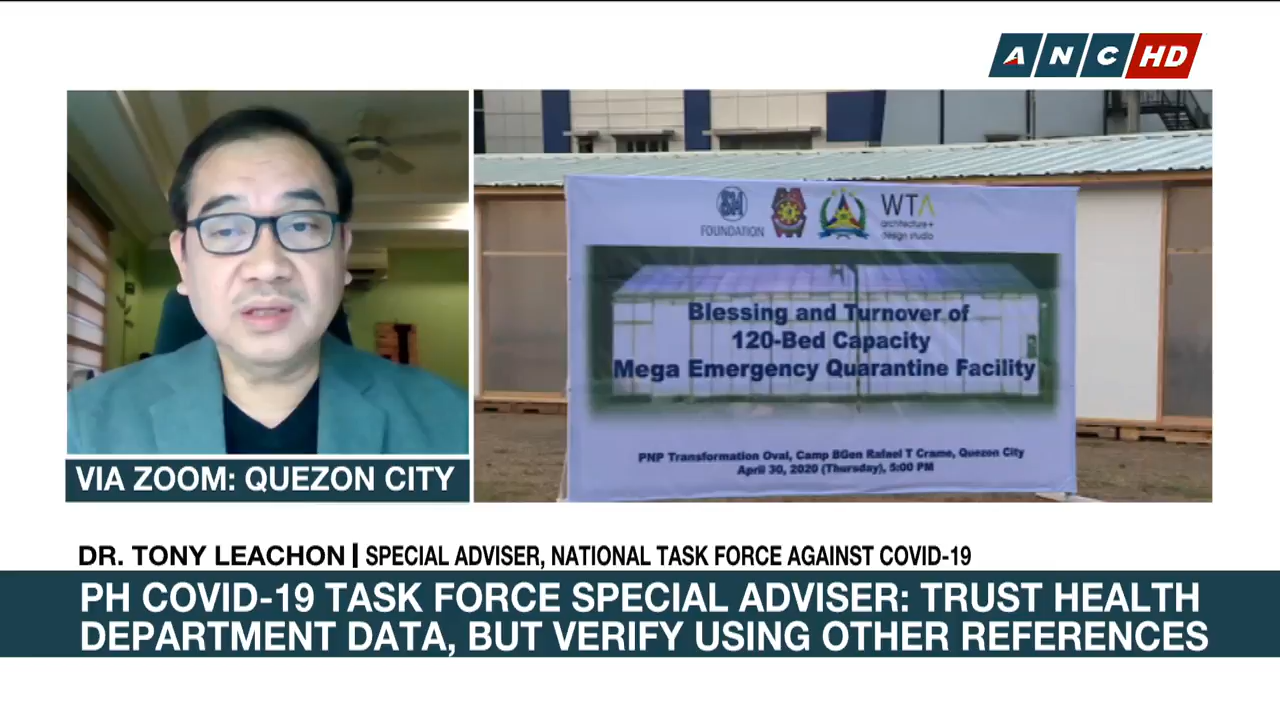 ANC HD
SM
FOUNDATION
WTA
architecture+
design studio
Blessing and Turnover of
120-Bed Capacity
Mega Emergency Quarantine Facility
PNP Transformation Oval, Camp BGen Rafael T Crame, Quezon City
April 30, 2020 (Thursday), 5:00 PM
VIA ZOOM: QUEZON CITY
DR. TONY LEACHON | SPECIAL ADVISER, NATIONAL TASK FORCE AGAINST COVID-19
PH COVID-19 TASK FORCE SPECIAL ADVISER: TRUST HEALTH
DEPARTMENT DATA, BUT VERIFY USING OTHER REFERENCES